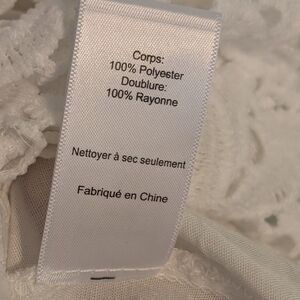 Corps:
100% Polyester
Doublure:
100% Rayonne
Nettoyer à sec seulement
Fabriqué en Chine